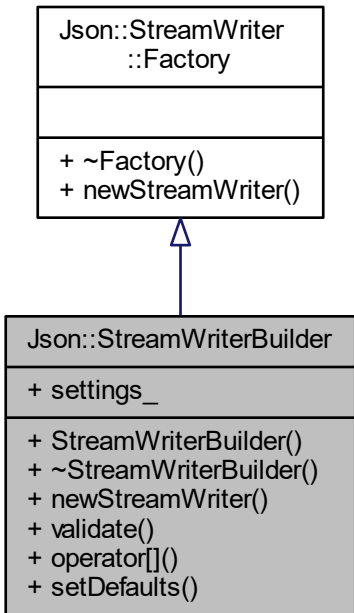 Json::StreamWriter
::Factory
+ ~Factory()
+ newStreamWriter()
Json::StreamWriterBuilder
+ settings_
+ StreamWriterBuilder()
+ ~StreamWriterBuilder()
+ newStreamWriter()
+ validate()
+ operator[]()
+ setDefaults()